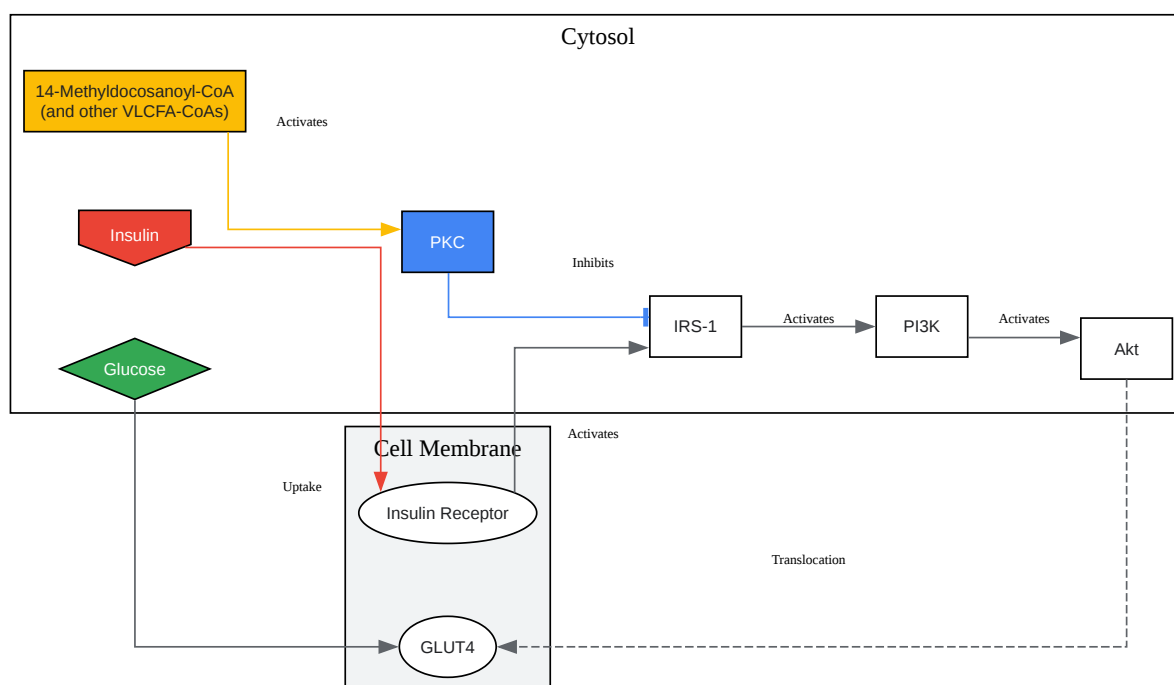 Cytosol
14-Methyldocosanoyl-CoA
(and other VLCFA-CoAs)
Activates
Insulin
PKC
Inhibits
IRS-1
Activates
PI3K
Activates
Akt
Glucose
Activates
Cell Membrane
Uptake
Insulin Receptor
Translocation
GLUT4